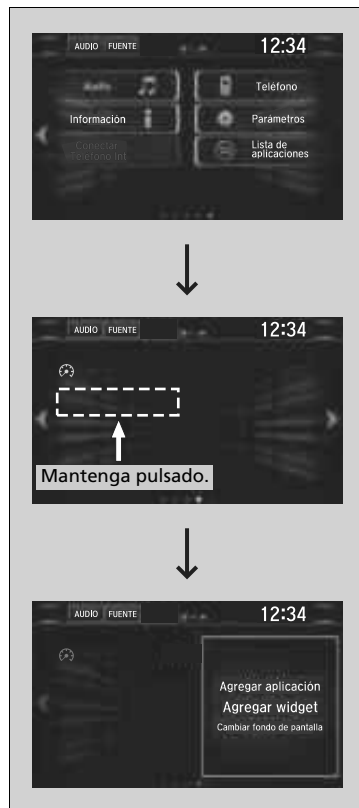 AUDIO FUENTE 12:34
Audio Teléfono
Información Parámetros
Conectar Lista de
Teléfono Int aplicaciones
AUDIO FUENTE 12:34
Mantenga pulsado.
AUDIO FUENTE 12:34
Agregar aplicación
Agregar widget
Cambiar fondo de pantalla